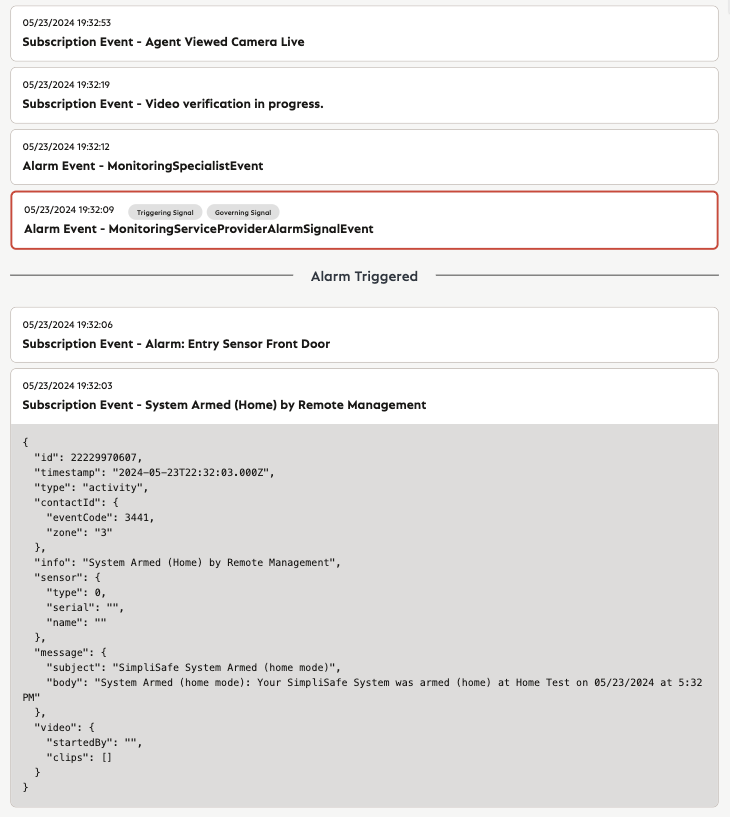 05/23/2024 19:32:53
Subscription Event - Agent Viewed Camera Live
05/23/2024 19:32:19
Subscription Event - Video verification in progress.
05/23/2024 19:32:12
Alarm Event - MonitoringSpecialistEvent
05/23/2024 19:32:09 Triggering Signal Governing Signal
Alarm Event - MonitoringServiceProviderAlarmSignalEvent
Alarm Triggered
05/23/2024 19:32:06
Subscription Event - Alarm: Entry Sensor Front Door
05/23/2024 19:32:03
Subscription Event - System Armed (Home) by Remote Management
{
  "id": 22229970607,
  "timestamp": "2024-05-23T22:32:03.000Z",
  "type": "activity",
  "contactId": {
    "eventCode": 3441,
    "zone": "3"
  },
  "info": "System Armed (Home) by Remote Management",
  "sensor": {
    "type": 0,
    "serial": "",
    "name": ""
  },
  "message": {
    "subject": "SimpliSafe System Armed (home mode)",
    "body": "System Armed (home mode): Your SimpliSafe System was armed (home) at Home Test on 05/23/2024 at 5:32
PM"
  },
  "video": {
    "startedBy": "",
    "clips": []
  }
}